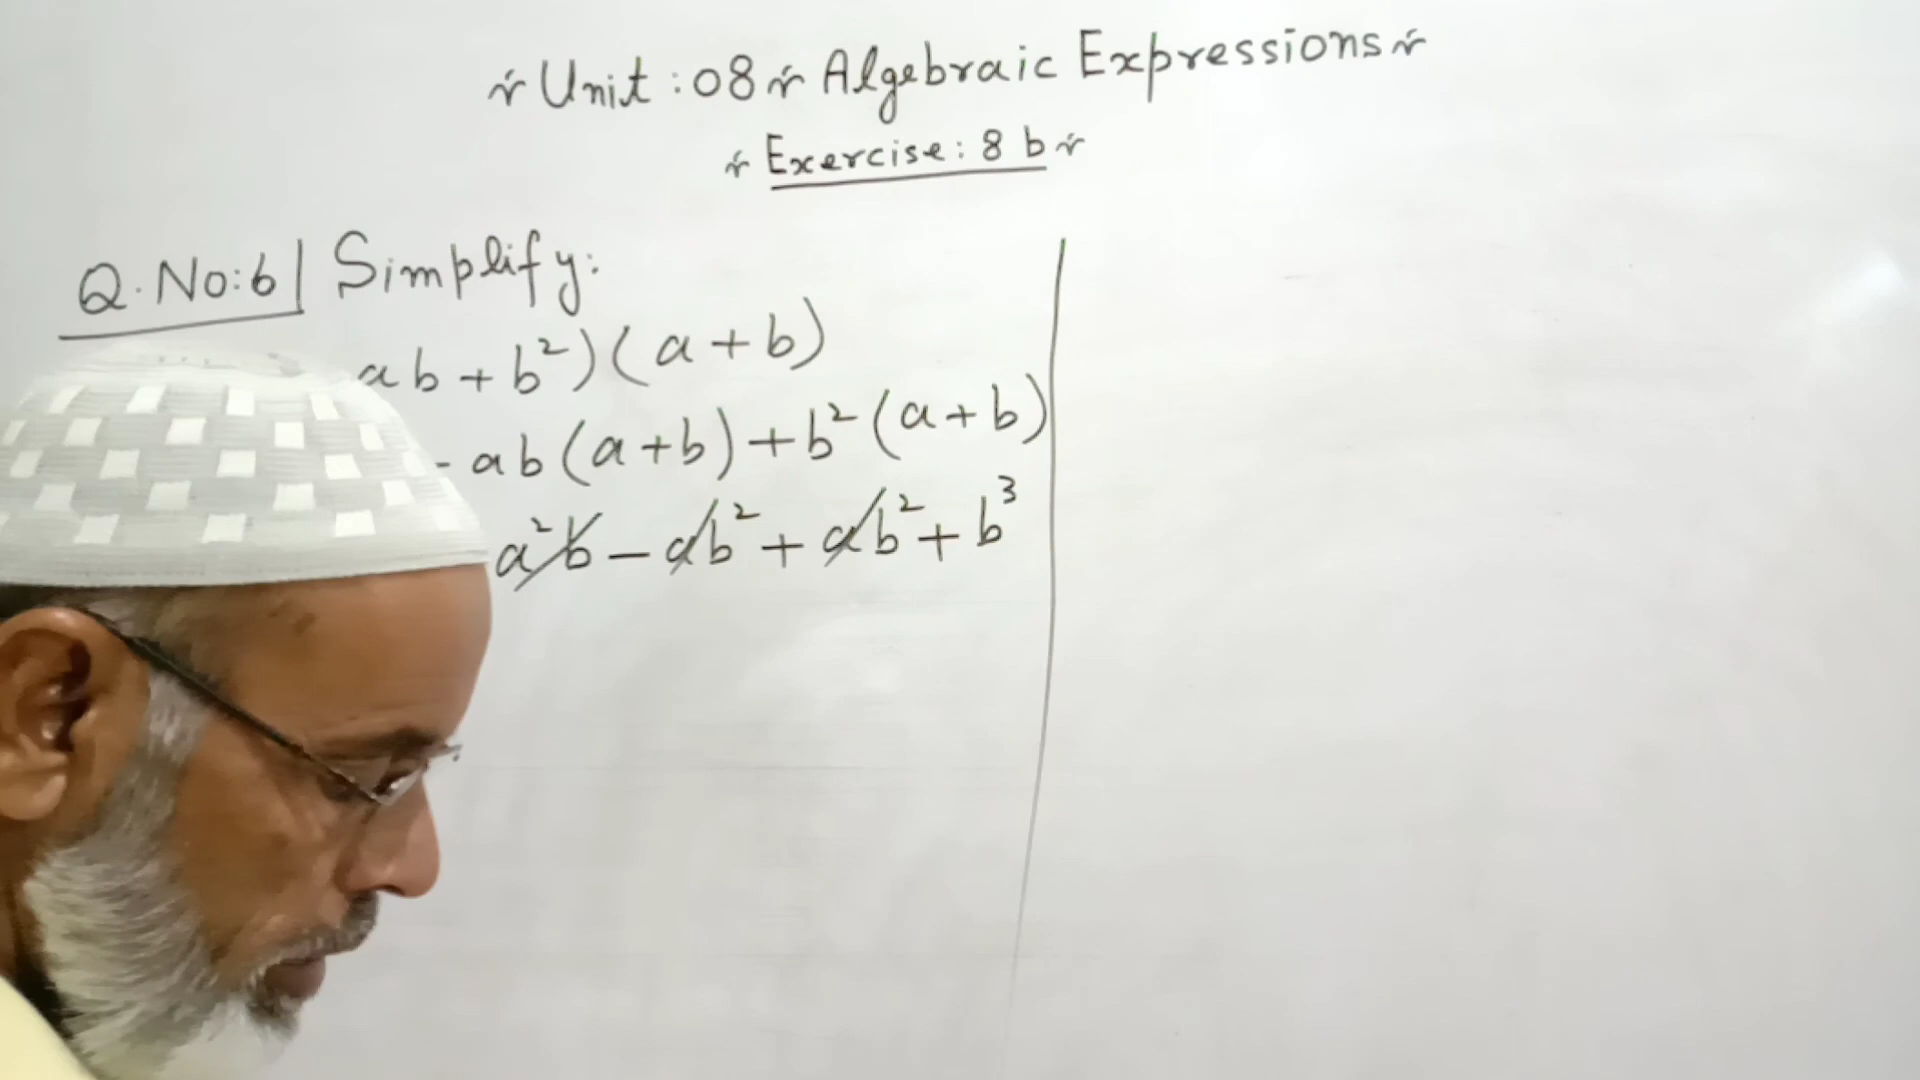 Unit : 08 Algebraic Expressions
Exercise: 8 b
Q. No: 6 | Simplify:
ab + b²)(a + b)
- ab(a+b) + b²(a+b)
a²b - ab² + ab² + b³